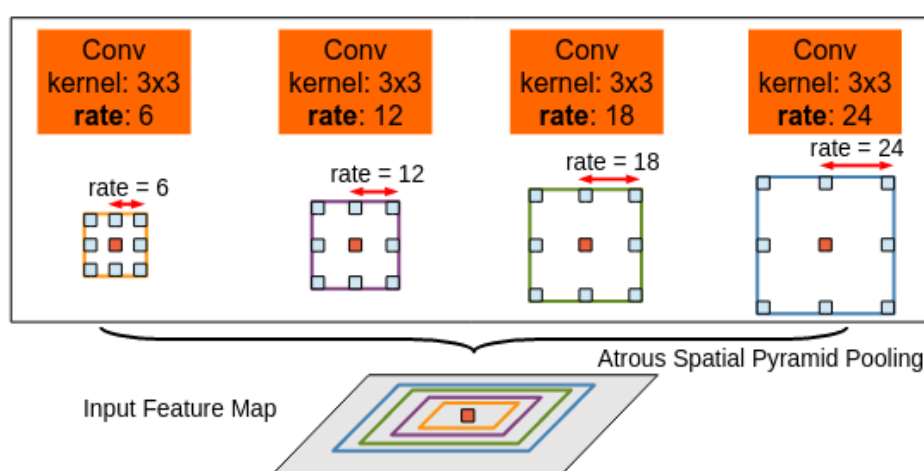 Conv
kernel: 3x3
rate: 6
Conv
kernel: 3x3
rate: 12
Conv
kernel: 3x3
rate: 18
Conv
kernel: 3x3
rate: 24
rate = 6
rate = 12
rate = 18
rate = 24
Atrous Spatial Pyramid Pooling
Input Feature Map